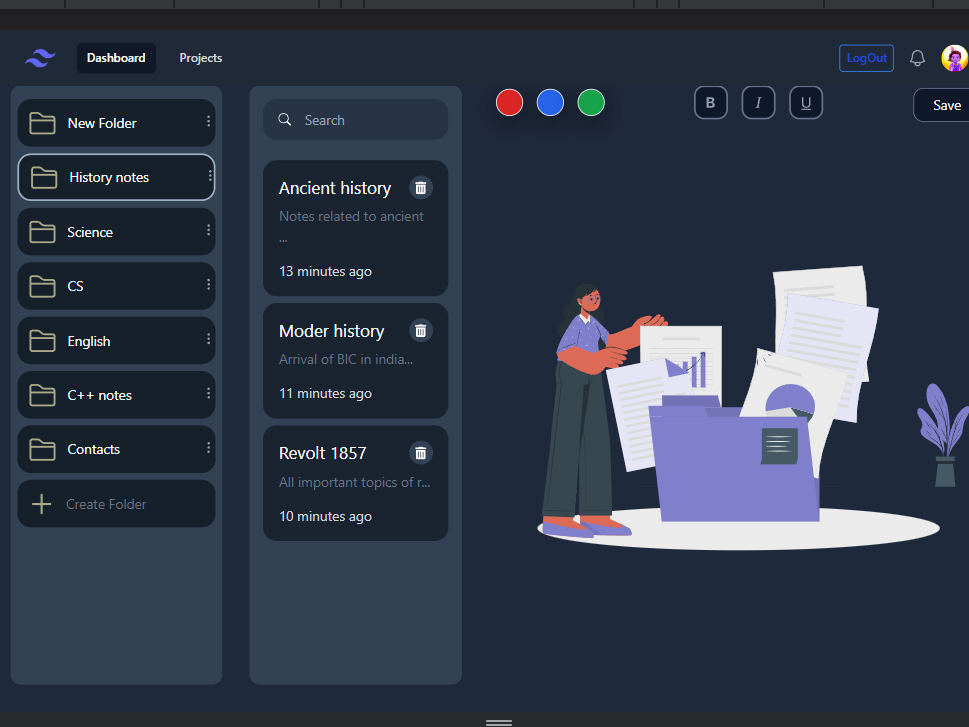 Dashboard
Projects
LogOut
New Folder
History notes
Science
CS
English
C++ notes
Contacts
Create Folder
Search
Ancient history
Notes related to ancient
...
13 minutes ago
Moder history
Arrival of BIC in india...
11 minutes ago
Revolt 1857
All important topics of r...
10 minutes ago
B
I
U
Save